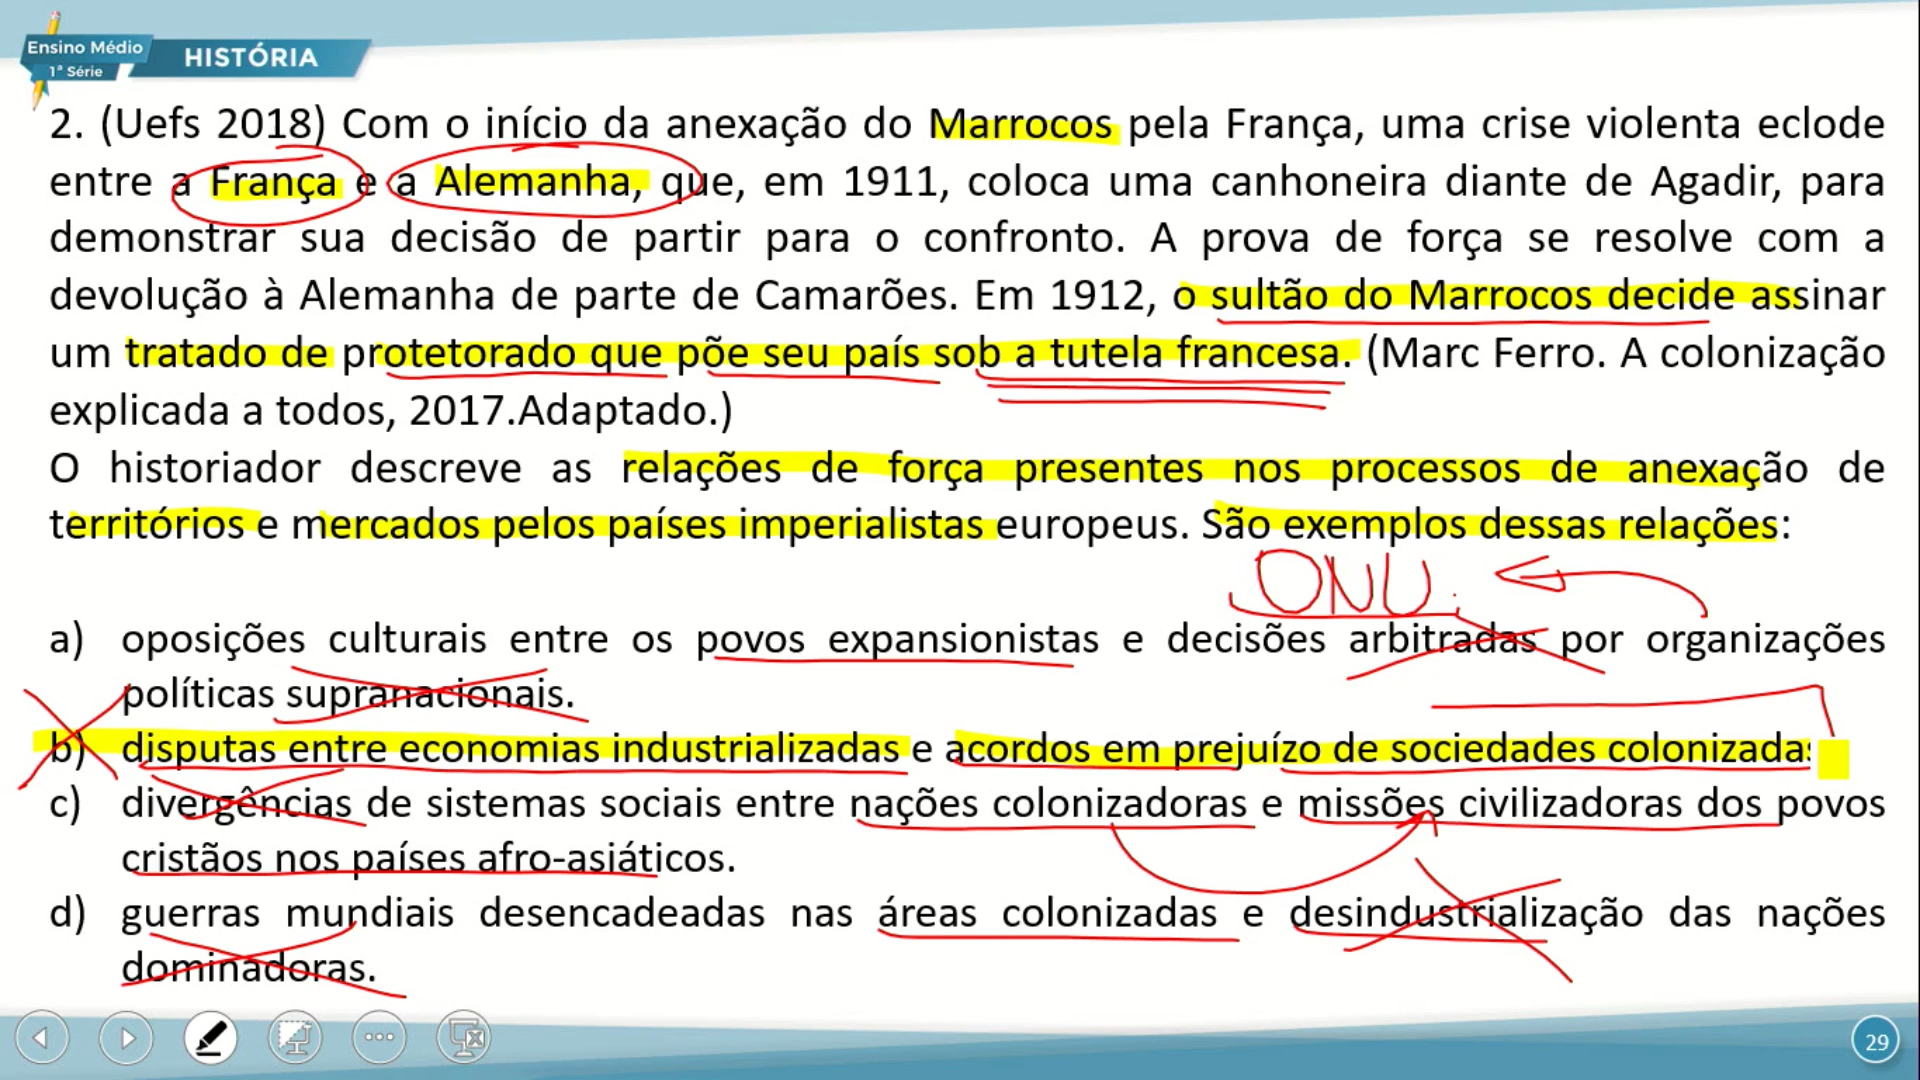 Ensino Médio
1ª Série
HISTÓRIA
2. (Uefs 2018) Com o início da anexação do Marrocos pela França, uma crise violenta eclode
entre a França e a Alemanha, que, em 1911, coloca uma canhoneira diante de Agadir, para
demonstrar sua decisão de partir para o confronto. A prova de força se resolve com a
devolução à Alemanha de parte de Camarões. Em 1912, o sultão do Marrocos decide assinar
um tratado de protetorado que põe seu país sob a tutela francesa. (Marc Ferro. A colonização
explicada a todos, 2017.Adaptado.)
O historiador descreve as relações de força presentes nos processos de anexação de
territórios e mercados pelos países imperialistas europeus. São exemplos dessas relações:
ONU
a) oposições culturais entre os povos expansionistas e decisões arbitradas por organizações
políticas supranacionais.
b) disputas entre economias industrializadas e acordos em prejuízo de sociedades colonizadas
c) divergências de sistemas sociais entre nações colonizadoras e missões civilizadoras dos povos
cristãos nos países afro-asiáticos.
d) guerras mundiais desencadeadas nas áreas colonizadas e desindustrialização das nações
dominadoras.
29